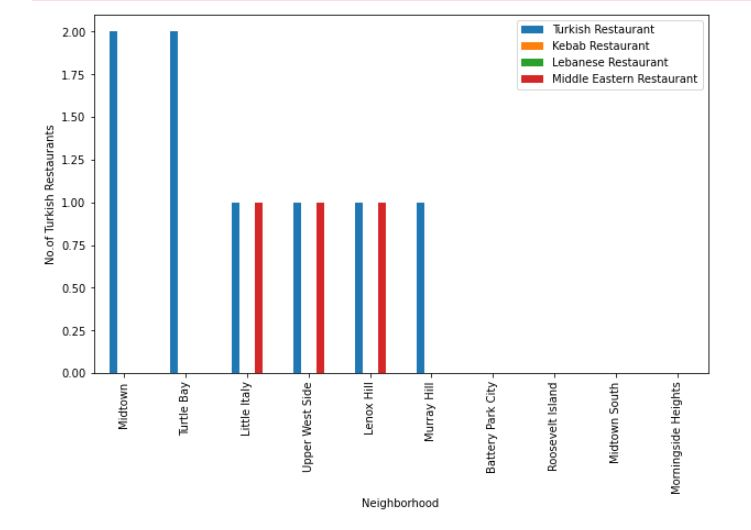 Turkish Restaurant
Kebab Restaurant
Lebanese Restaurant
Middle Eastern Restaurant
2.00
1.75
1.50
1.25
1.00
0.75
0.50
0.25
0.00
No.of Turkish Restaurants
Midtown
Turtle Bay
Little Italy
Upper West Side
Lenox Hill
Murray Hill
Battery Park City
Roosevelt Island
Midtown South
Morningside Heights
Neighborhood